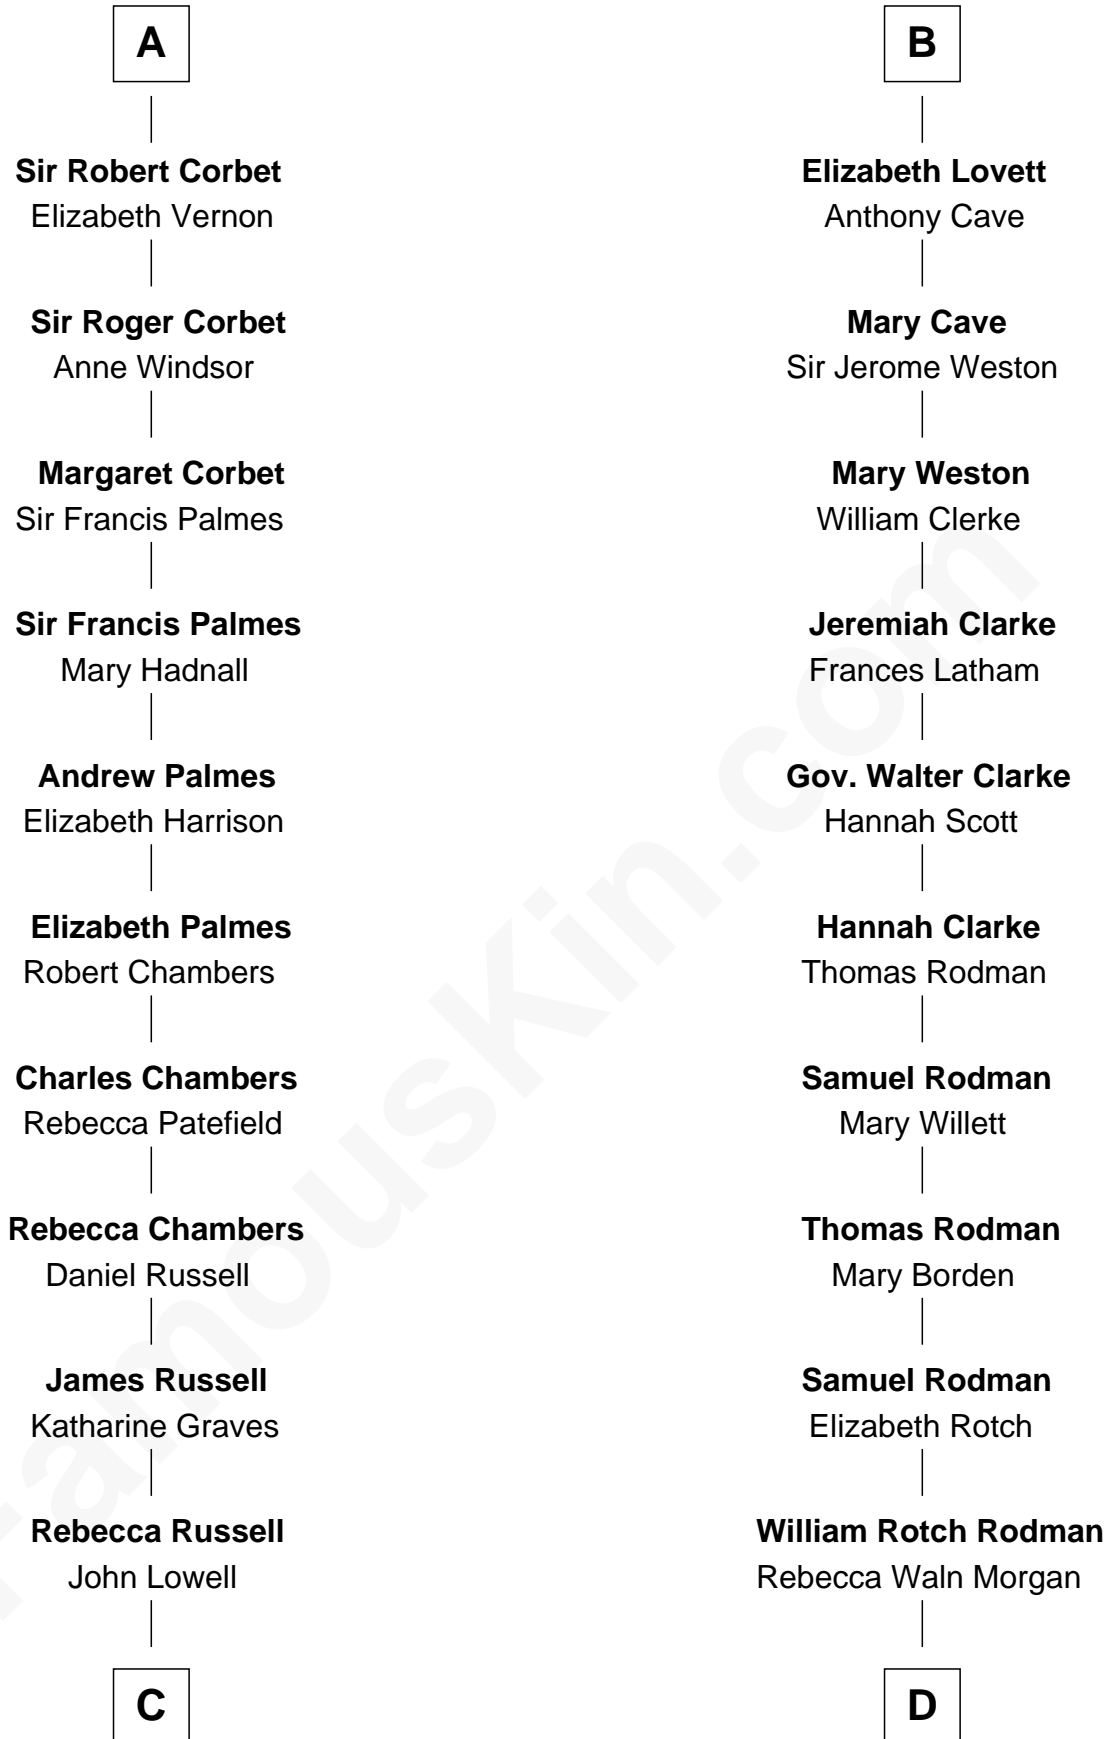 A
Sir Robert Corbet
Elizabeth Vernon
Sir Roger Corbet
Anne Windsor
Margaret Corbet
Sir Francis Palmes
Sir Francis Palmes
Mary Hadnall
Andrew Palmes
Elizabeth Harrison
Elizabeth Palmes
Robert Chambers
Charles Chambers
Rebecca Patefield
Rebecca Chambers
Daniel Russell
James Russell
Katharine Graves
Rebecca Russell
John Lowell
C
B
Elizabeth Lovett
Anthony Cave
Mary Cave
Sir Jerome Weston
Mary Weston
William Clerke
Jeremiah Clarke
Frances Latham
Gov. Walter Clarke
Hannah Scott
Hannah Clarke
Thomas Rodman
Samuel Rodman
Mary Willett
Thomas Rodman
Mary Borden
Samuel Rodman
Elizabeth Rotch
William Rotch Rodman
Rebecca Waln Morgan
D
FamousKin.com